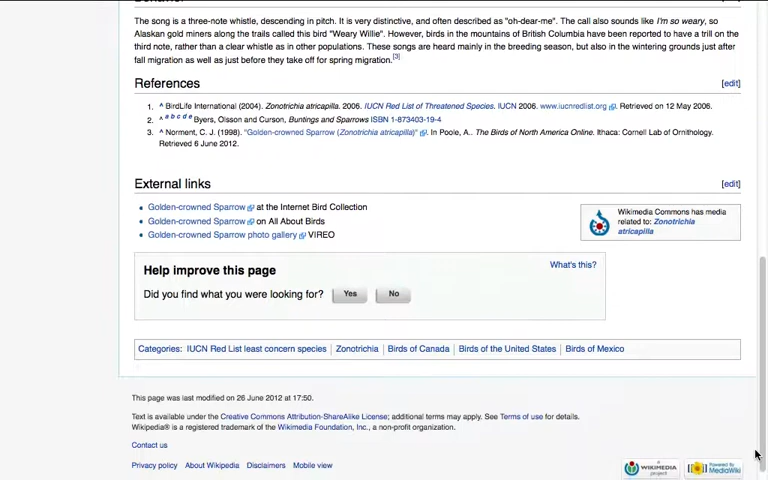 The song is a three-note whistle, descending in pitch. It is very distinctive, and often described as "oh-dear-me". The call also sounds like I'm so weary, so
Alaskan gold miners along the trails called this bird "Weary Willie". However, birds in the mountains of British Columbia have been reported to have a trill on the
third note, rather than a clear whistle as in other populations. These songs are heard mainly in the breeding season, but also in the wintering grounds just after
fall migration as well as just before they take off for spring migration.[3]
References [edit]
1. ^ BirdLife International (2004). Zonotrichia atricapilla. 2006. IUCN Red List of Threatened Species. IUCN 2006. www.iucnredlist.org. Retrieved on 12 May 2006.
2. ^ a b c d e Byers, Olsson and Curson, Buntings and Sparrows ISBN 1-873403-19-4
3. ^ Norment, C. J. (1998). "Golden-crowned Sparrow (Zonotrichia atricapilla)". In Poole, A.. The Birds of North America Online. Ithaca: Cornell Lab of Ornithology.
Retrieved 6 June 2012.
External links [edit]
Golden-crowned Sparrow at the Internet Bird Collection
Golden-crowned Sparrow on All About Birds
Golden-crowned Sparrow photo gallery VIREO
Wikimedia Commons has media
related to: Zonotrichia
atricapilla
Help improve this page What's this?
Did you find what you were looking for? Yes No
Categories: IUCN Red List least concern species | Zonotrichia | Birds of Canada | Birds of the United States | Birds of Mexico
This page was last modified on 26 June 2012 at 17:50.
Text is available under the Creative Commons Attribution-ShareAlike License; additional terms may apply. See Terms of use for details.
Wikipedia® is a registered trademark of the Wikimedia Foundation, Inc., a non-profit organization.
Contact us
Privacy policy About Wikipedia Disclaimers Mobile view
A WIKIMEDIA project
Powered By MediaWiki